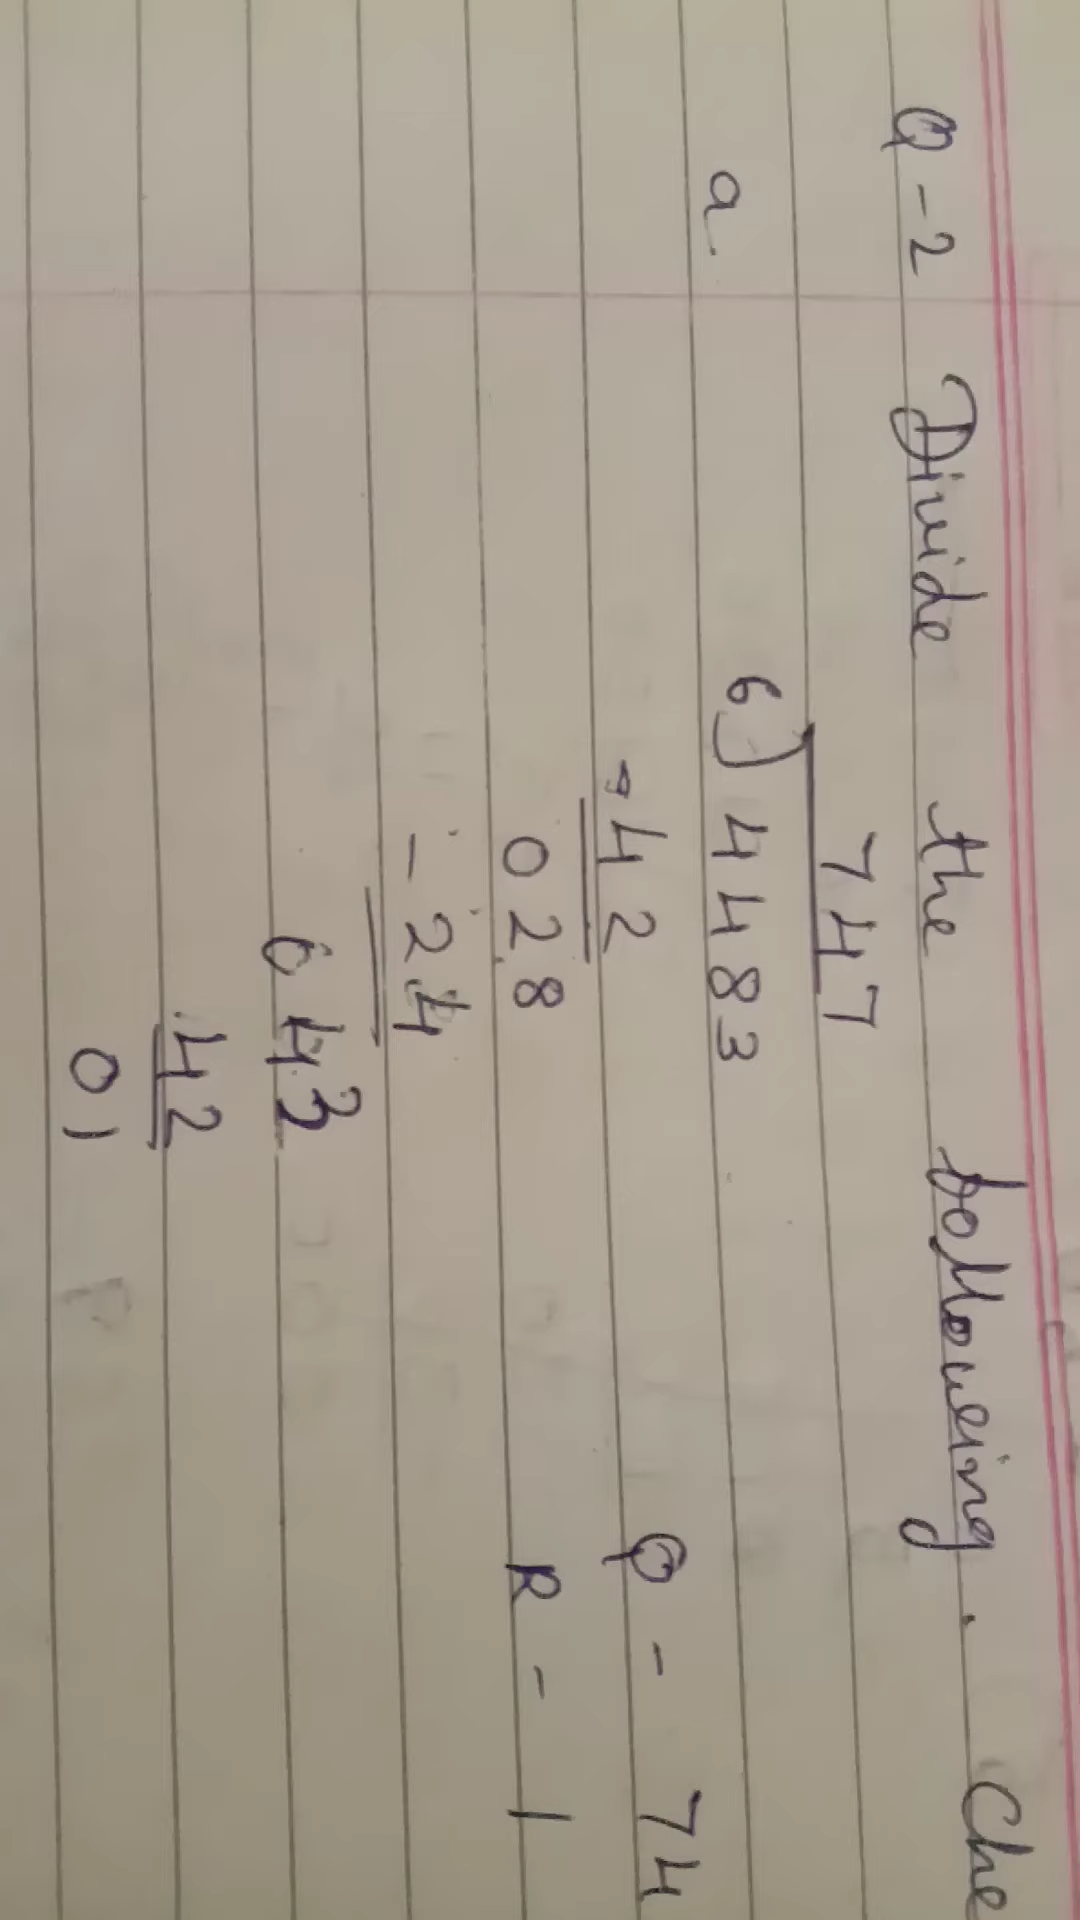 Q-2 Divide the following. Che
747
a. 6) 4483
-42 Q - 74
028 R - 1
- 24
043
42
01